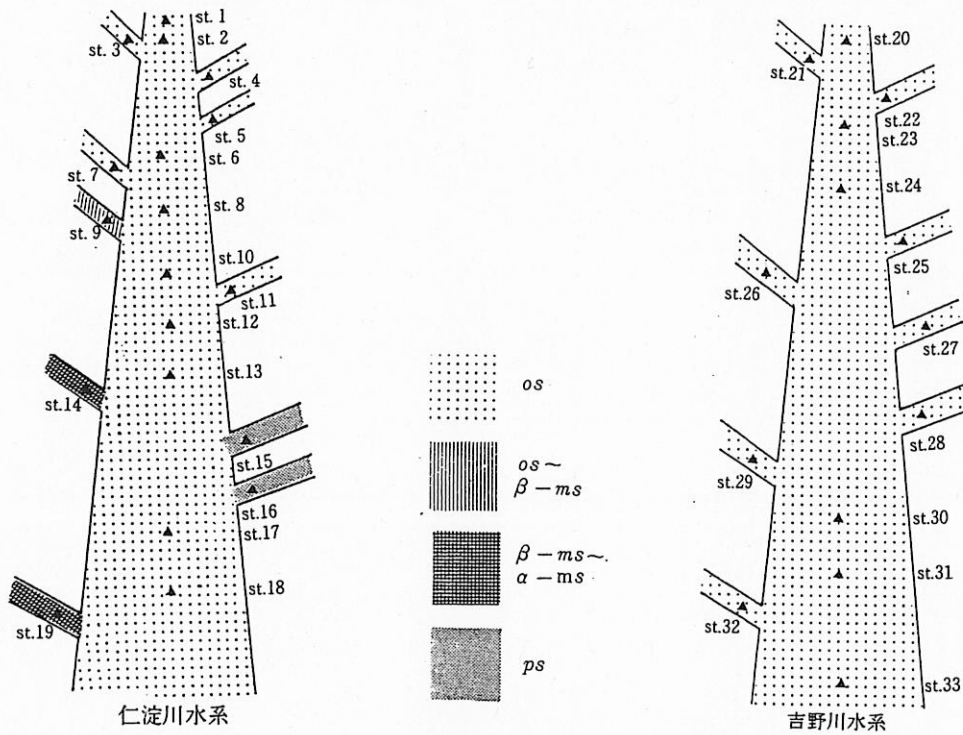 st. 1
st. 2
st. 3
st. 4
st. 5
st. 6
st. 7
st. 8
st. 9
st.10
st.11
st.12
st.13
st.14
st.15
st.16
st.17
st.18
st.19
仁淀川水系
os
os ~
β - ms
β - ms ~
α - ms
ps
st.20
st.21
st.22
st.23
st.24
st.25
st.26
st.27
st.28
st.29
st.30
st.31
st.32
st.33
吉野川水系